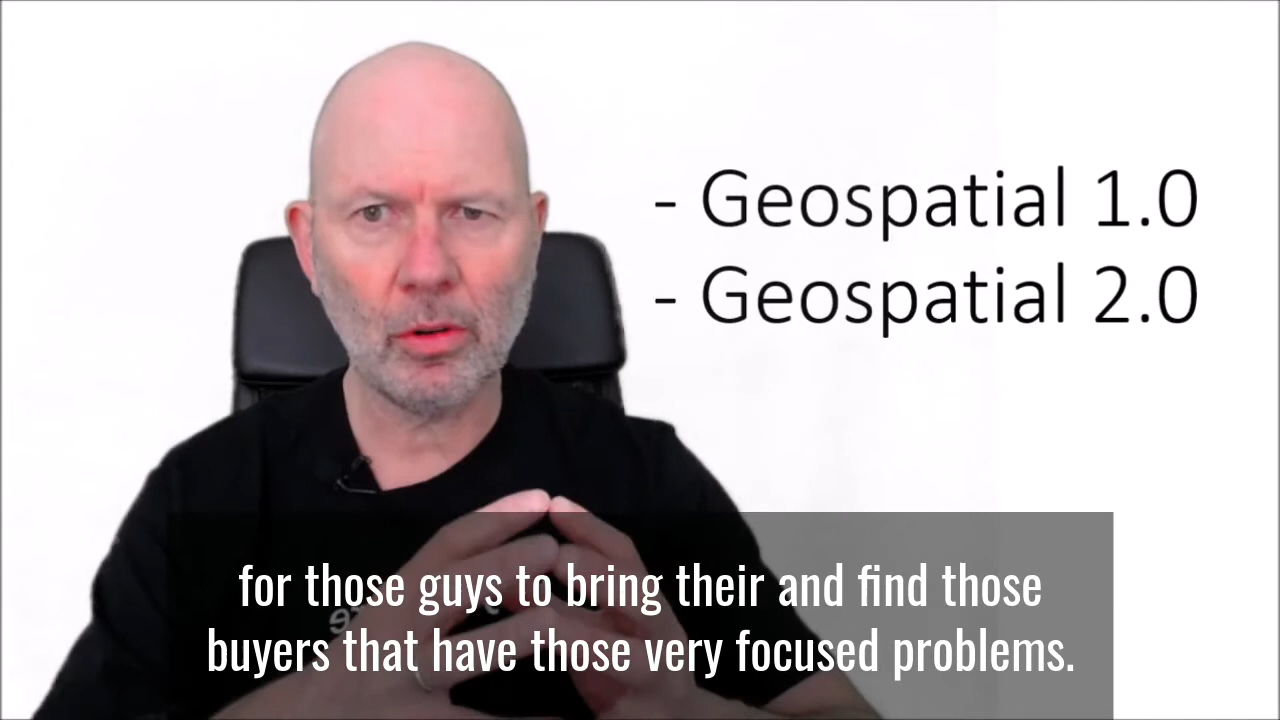 - Geospatial 1.0
- Geospatial 2.0
for those guys to bring their and find those
buyers that have those very focused problems.